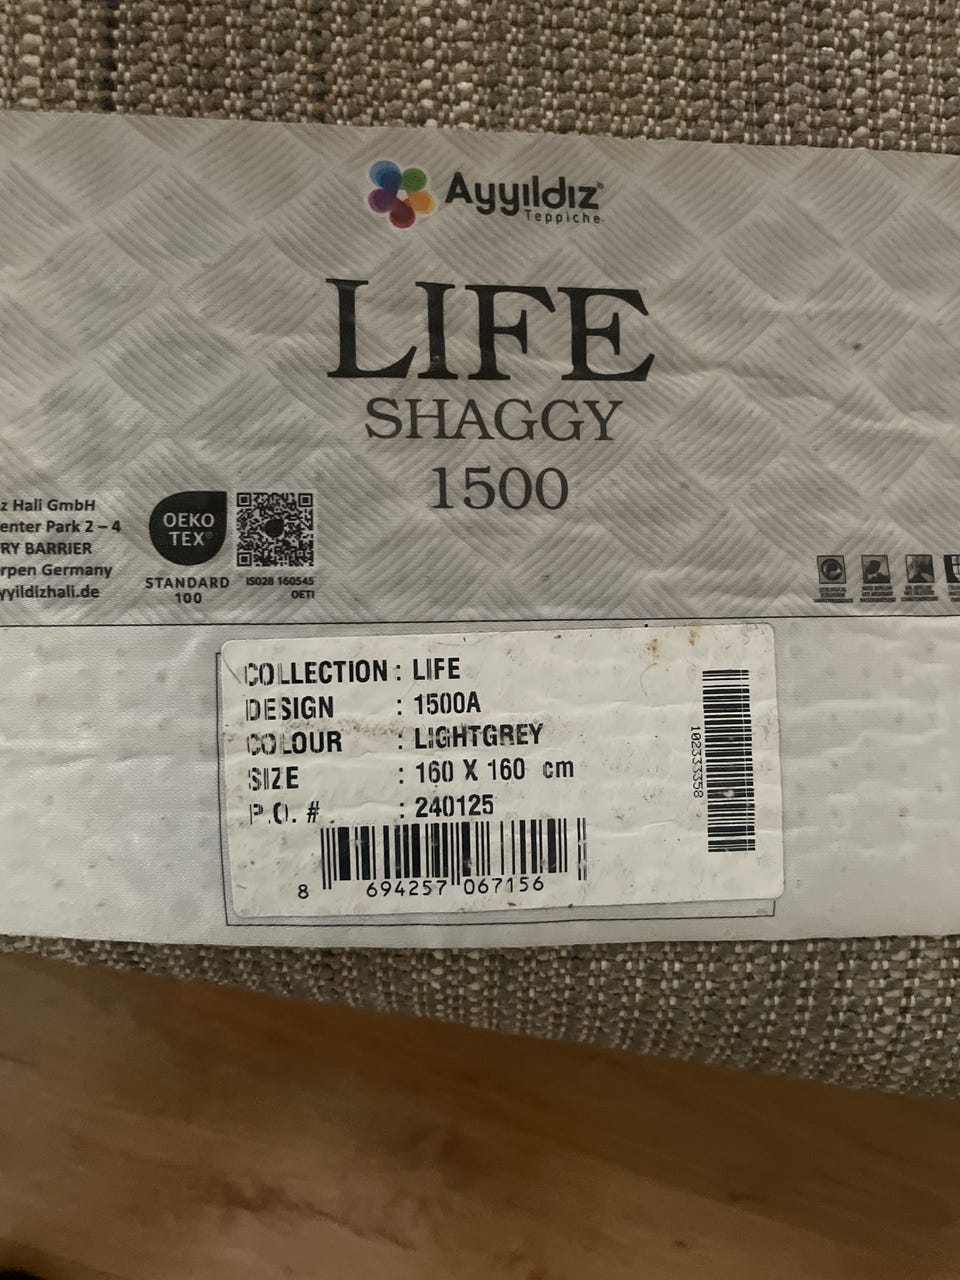 Ayyıldız®
Teppiche
LIFE
SHAGGY
1500
z Hali GmbH
enter Park 2 – 4
RY BARRIER
rpen Germany
yyildizhali.de
OEKO
TEX®
STANDARD
100
IS028 160545
OETI
COLLECTION : LIFE
DESIGN : 1500A
COLOUR : LIGHTGREY
SIZE : 160 X 160 cm
P.O. # : 240125
8 694257 067156
102333358